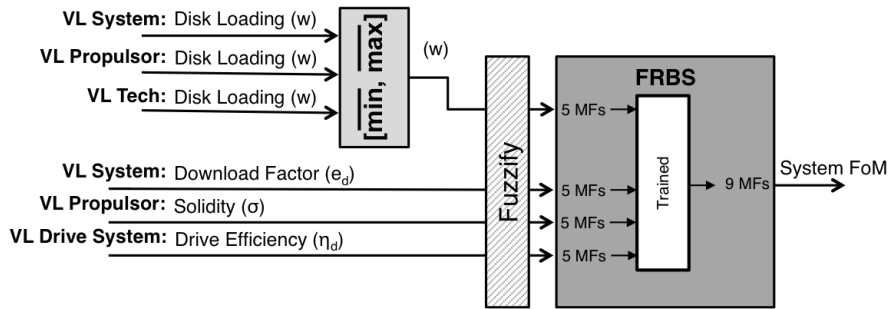 VL System: Disk Loading (w)
VL Propulsor: Disk Loading (w)
VL Tech: Disk Loading (w)
[min, max]
(w)
VL System: Download Factor (ed)
VL Propulsor: Solidity (σ)
VL Drive System: Drive Efficiency (ηd)
Fuzzify
FRBS
5 MFs
5 MFs
5 MFs
5 MFs
Trained
9 MFs
System FoM